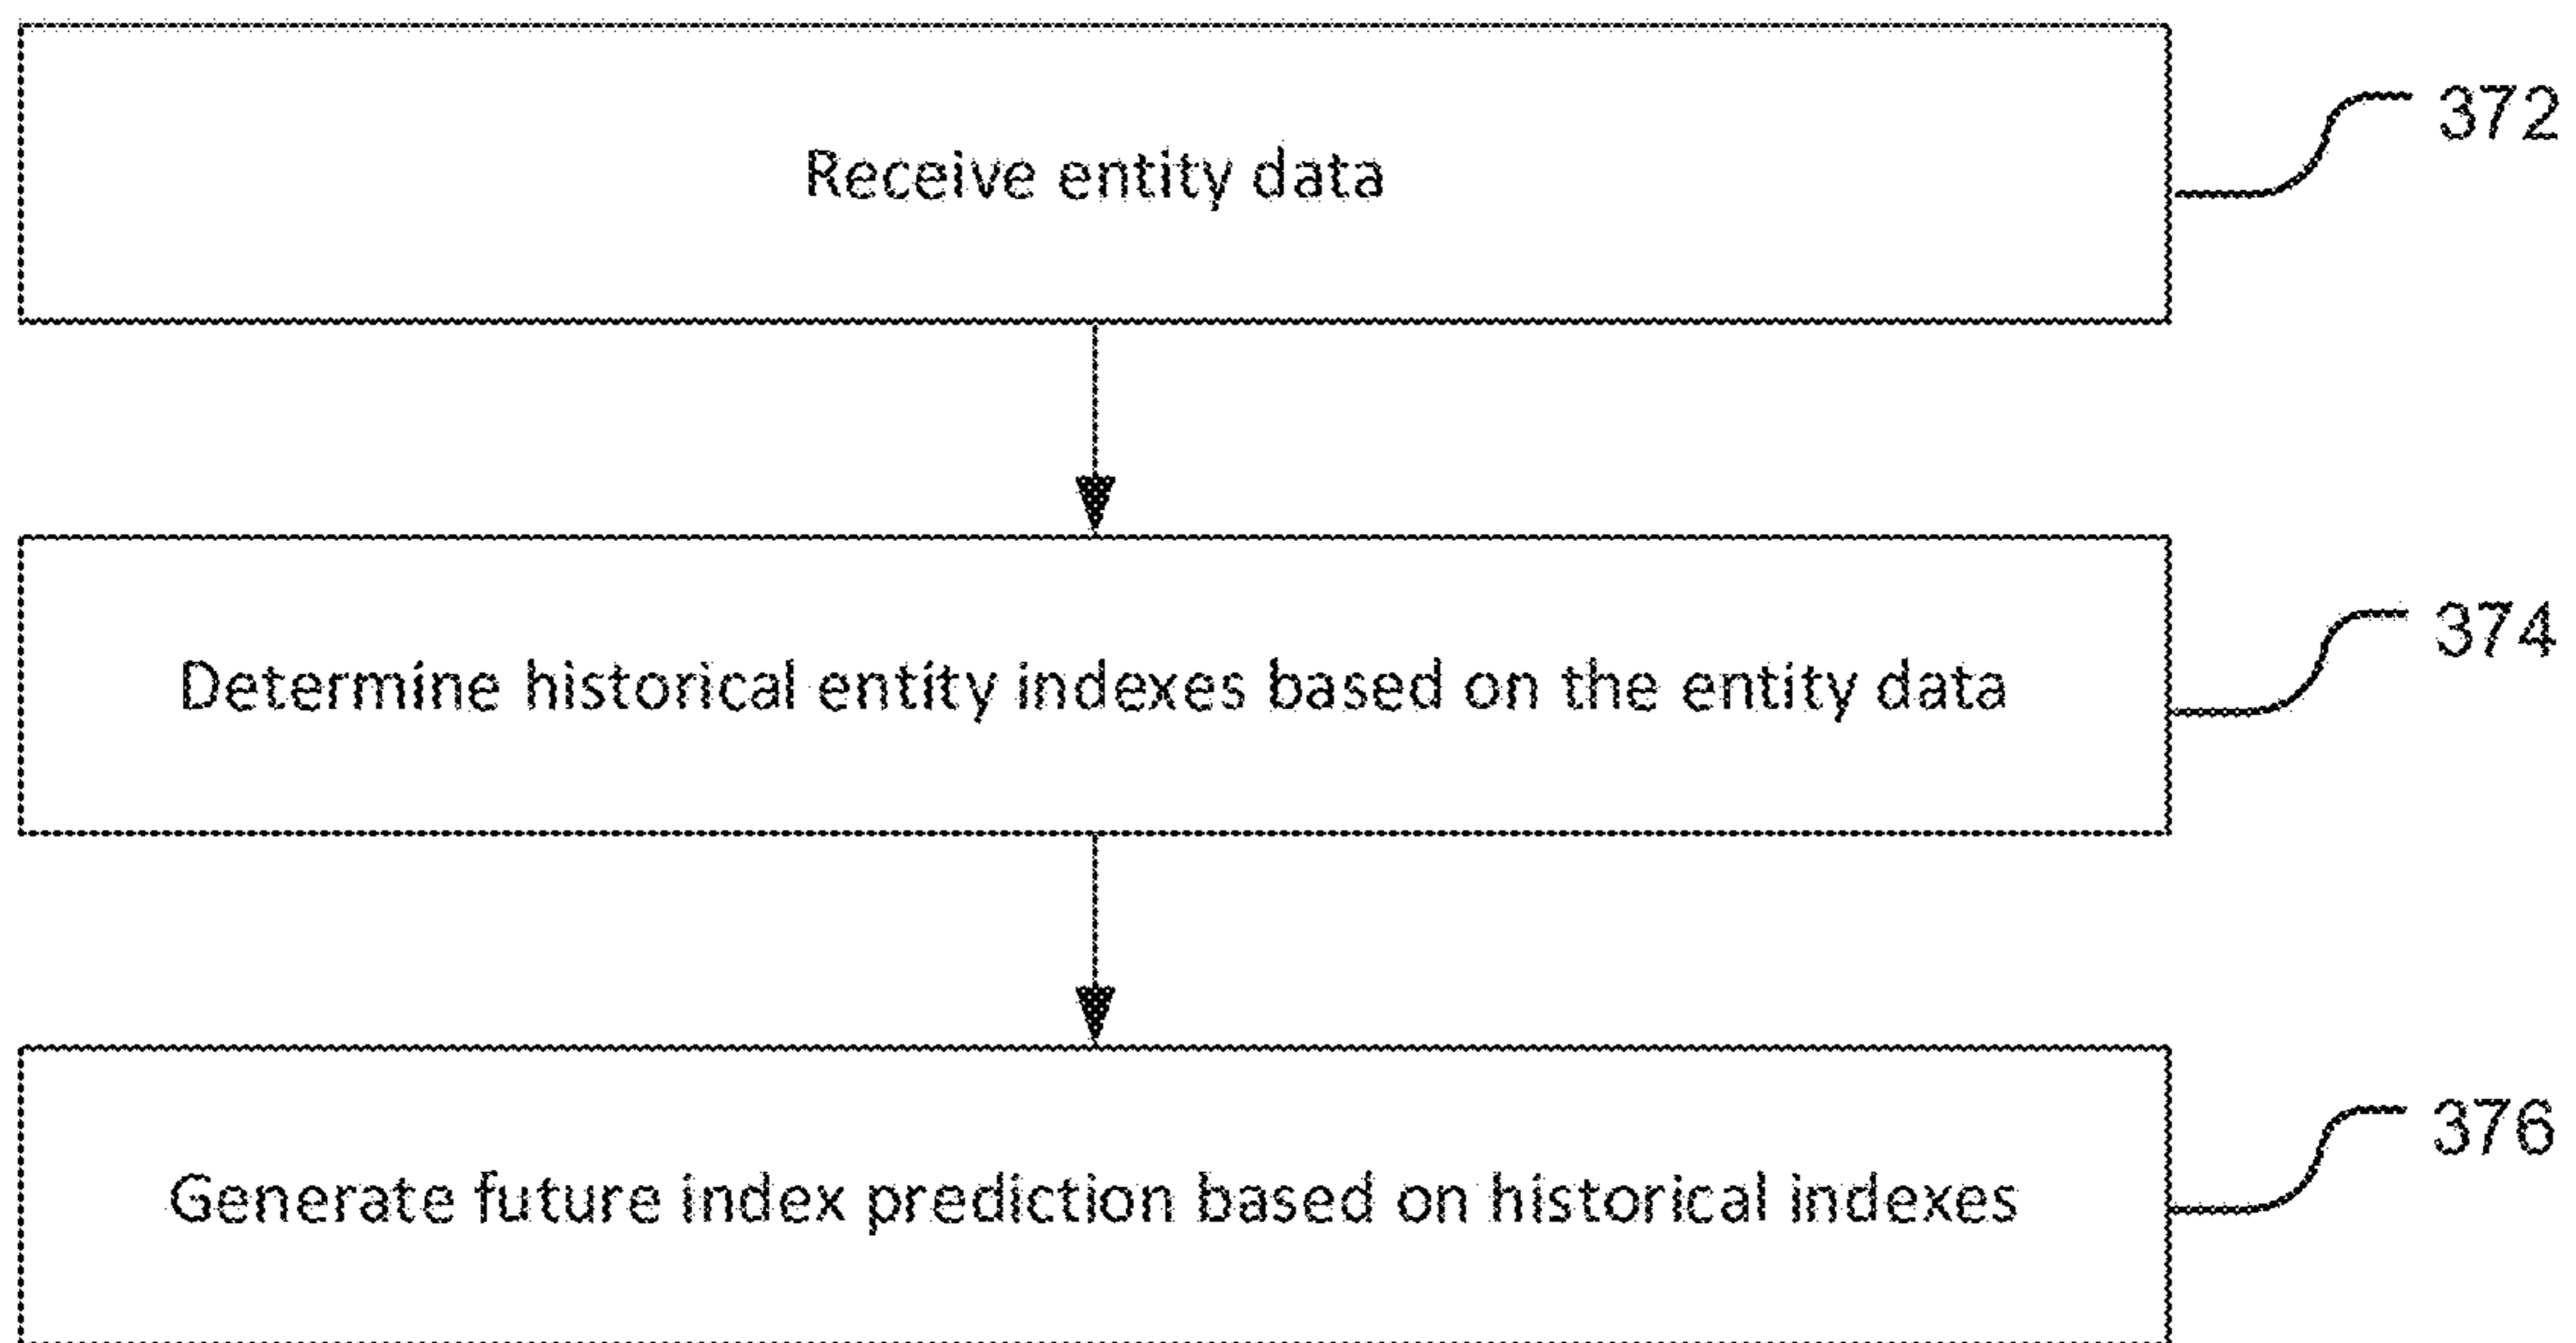 Receive entity data
372
Determine historical entity indexes based on the entity data
374
Generate future index prediction based on historical indexes
376